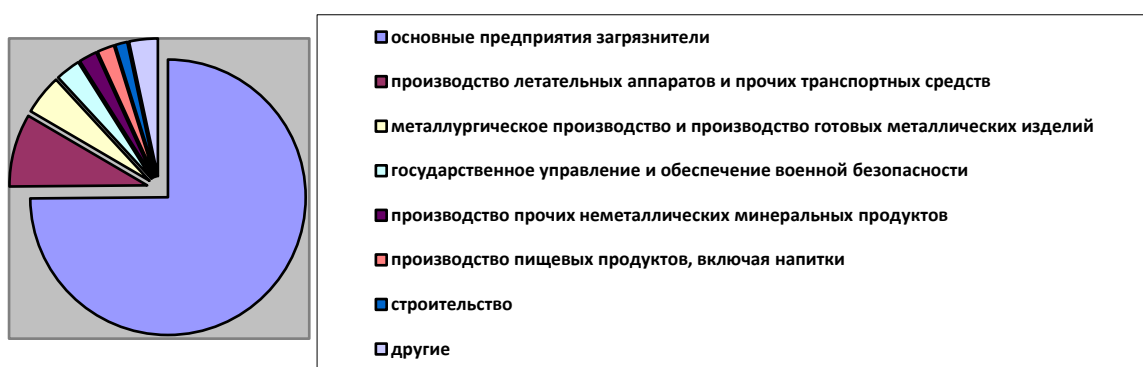 основные предприятия загрязнители
производство летательных аппаратов и прочих транспортных средств
металлургическое производство и производство готовых металлических изделий
государственное управление и обеспечение военной безопасности
производство прочих неметаллических минеральных продуктов
производство пищевых продуктов, включая напитки
строительство
другие